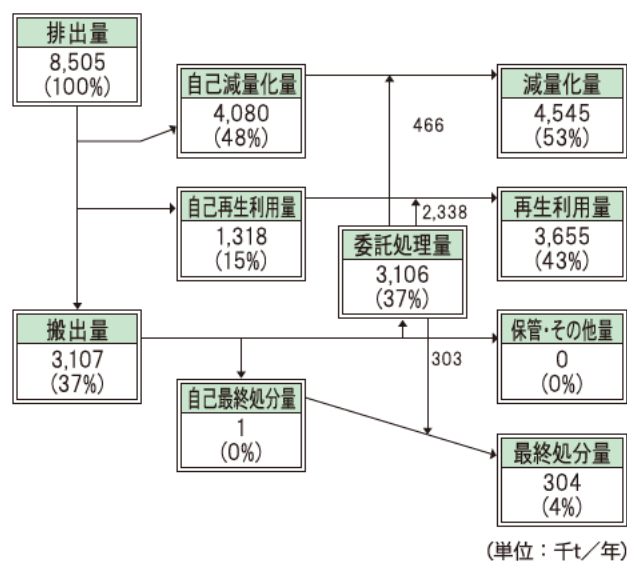 排出量
8,505
(100%)
自己減量化量
4,080
(48%)
466
減量化量
4,545
(53%)
自己再生利用量
1,318
(15%)
2,338
再生利用量
3,655
(43%)
委託処理量
3,106
(37%)
搬出量
3,107
(37%)
303
保管・その他量
0
(0%)
自己最終処分量
1
(0%)
最終処分量
304
(4%)
(単位：千t／年)